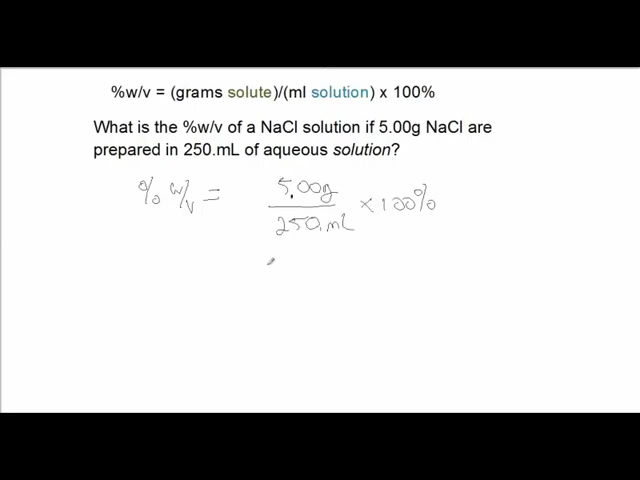 %w/v = (grams solute)/(ml solution) x 100%
What is the %w/v of a NaCl solution if 5.00g NaCl are
prepared in 250.mL of aqueous solution?
% w/v = 5.00g / 250.mL × 100%